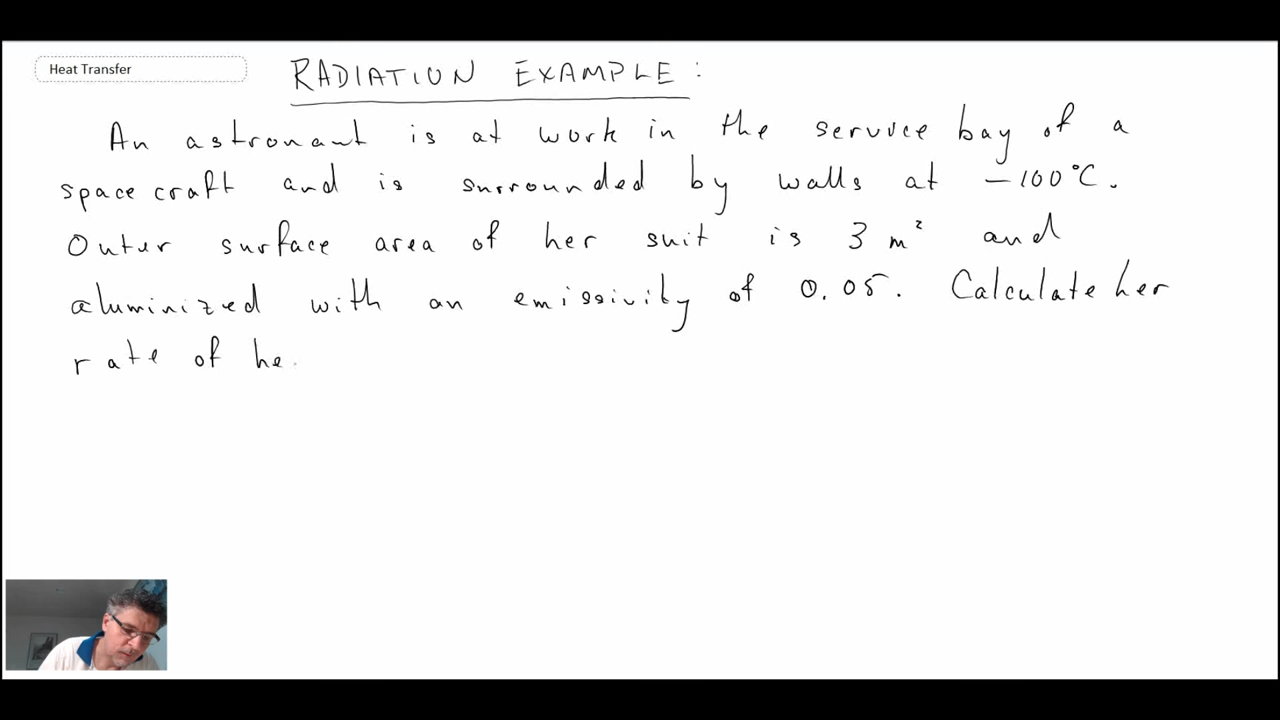 Heat Transfer
RADIATION EXAMPLE:
An astronaut is at work in the service bay of a
space craft and is surrounded by walls at -100°C.
Outer surface area of her suit is 3 m² and
aluminized with an emissivity of 0.05. Calculate her
rate of he